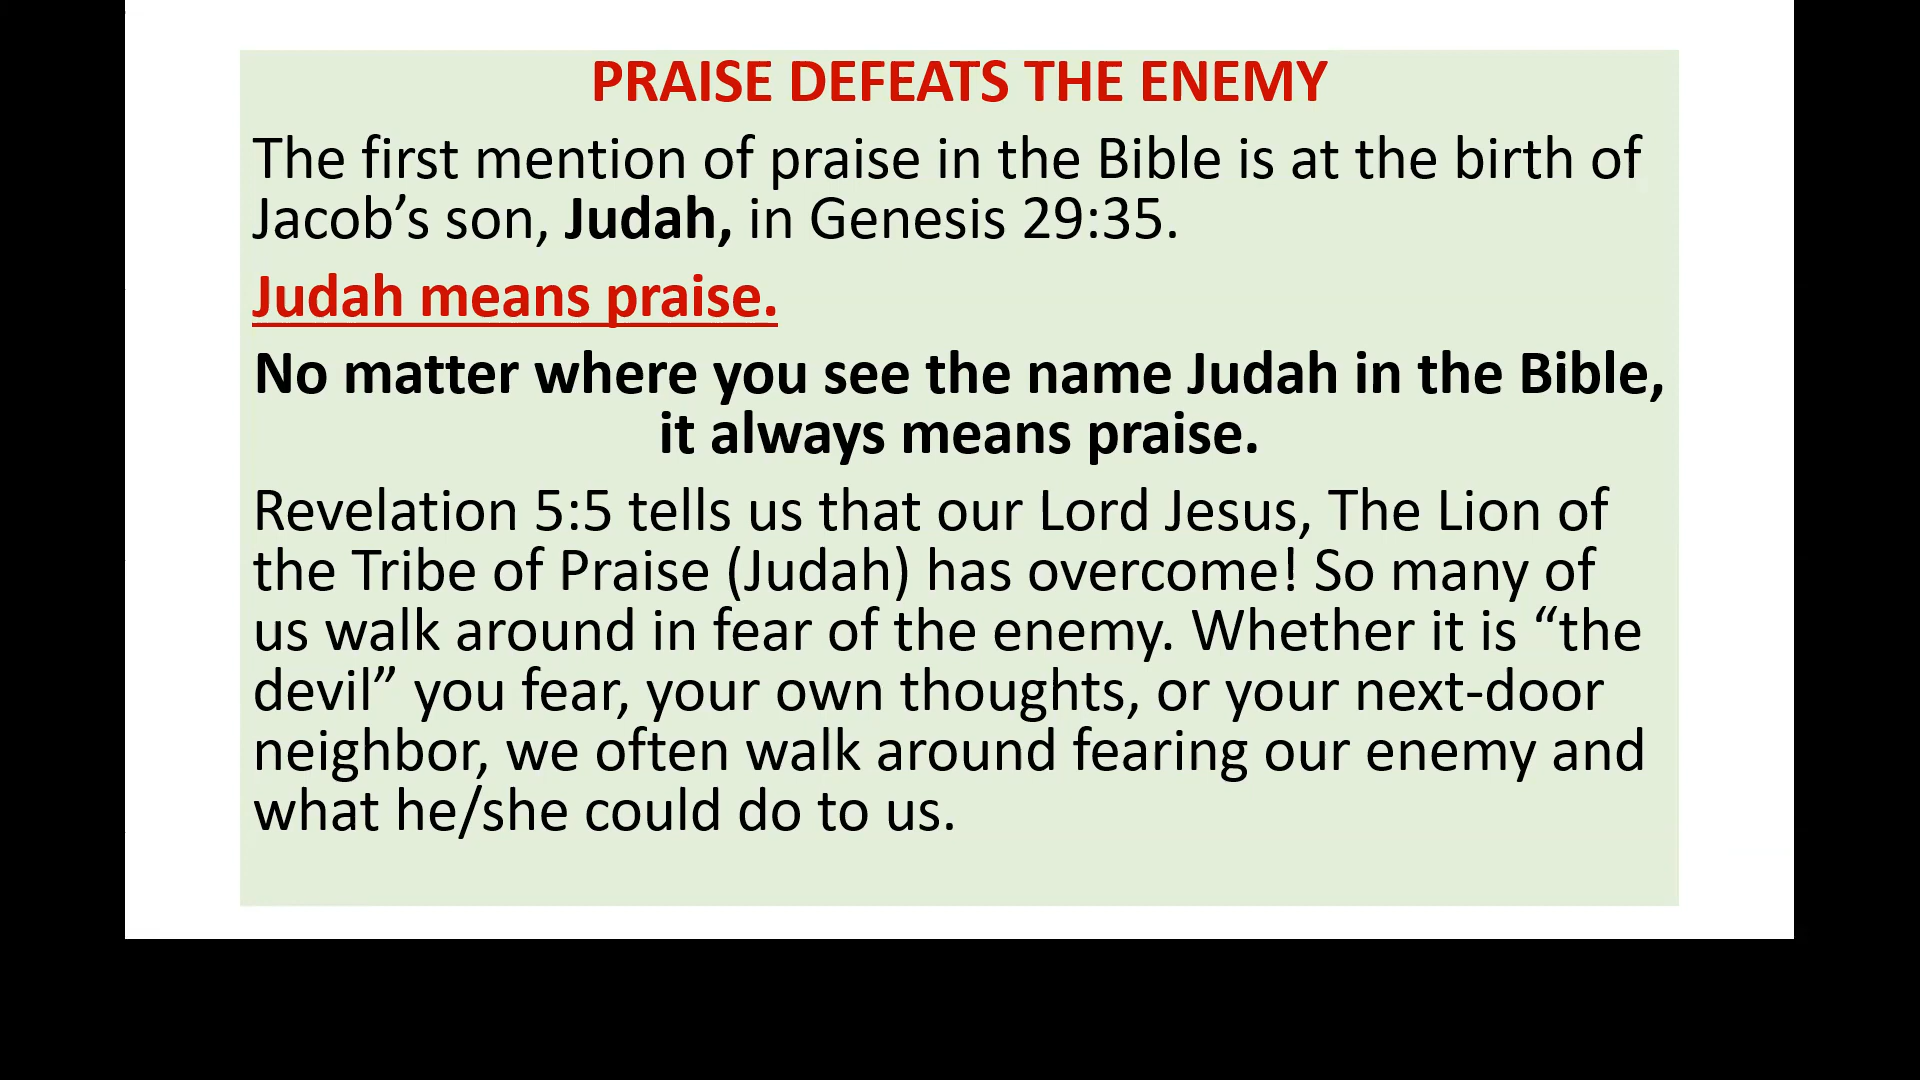 PRAISE DEFEATS THE ENEMY
The first mention of praise in the Bible is at the birth of
Jacob’s son, Judah, in Genesis 29:35.
Judah means praise.
No matter where you see the name Judah in the Bible,
it always means praise.
Revelation 5:5 tells us that our Lord Jesus, The Lion of
the Tribe of Praise (Judah) has overcome! So many of
us walk around in fear of the enemy. Whether it is “the
devil” you fear, your own thoughts, or your next-door
neighbor, we often walk around fearing our enemy and
what he/she could do to us.